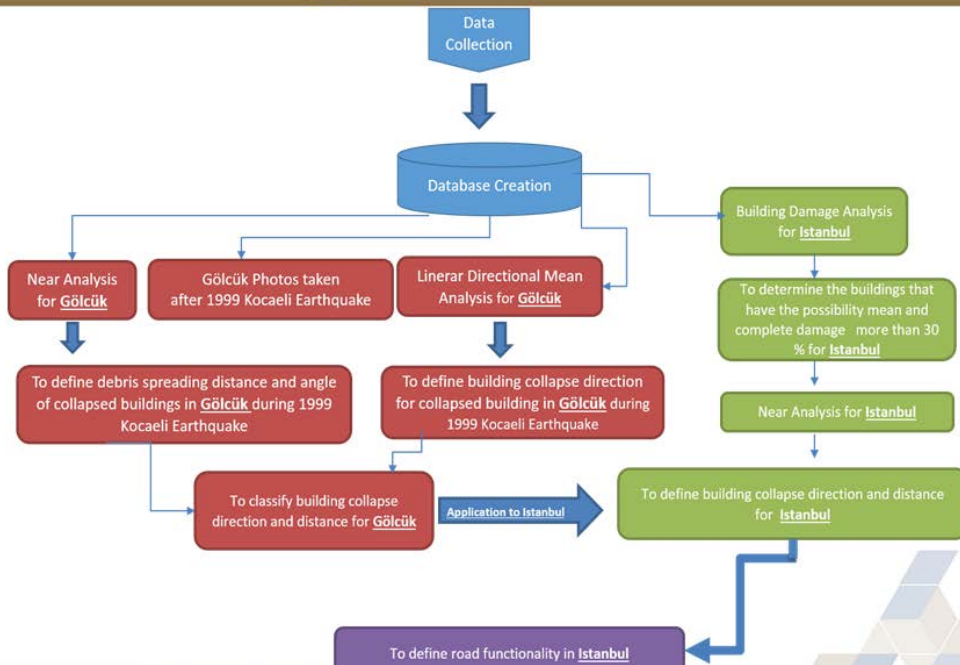 Data
Collection
Database Creation
Near Analysis
for Gölcük
Gölcük Photos taken
after 1999 Kocaeli Earthquake
Linerar Directional Mean
Analysis for Gölcük
Building Damage Analysis
for Istanbul
To determine the buildings that
have the possibility mean and
complete damage more than 30
% for Istanbul
To define debris spreading distance and angle
of collapsed buildings in Gölcük during 1999
Kocaeli Earthquake
To define building collapse direction
for collapsed building in Gölcük during
1999 Kocaeli Earthquake
Near Analysis for Istanbul
To classify building collapse
direction and distance for Gölcük
Application to Istanbul
To define building collapse direction and distance
for Istanbul
To define road functionality in Istanbul